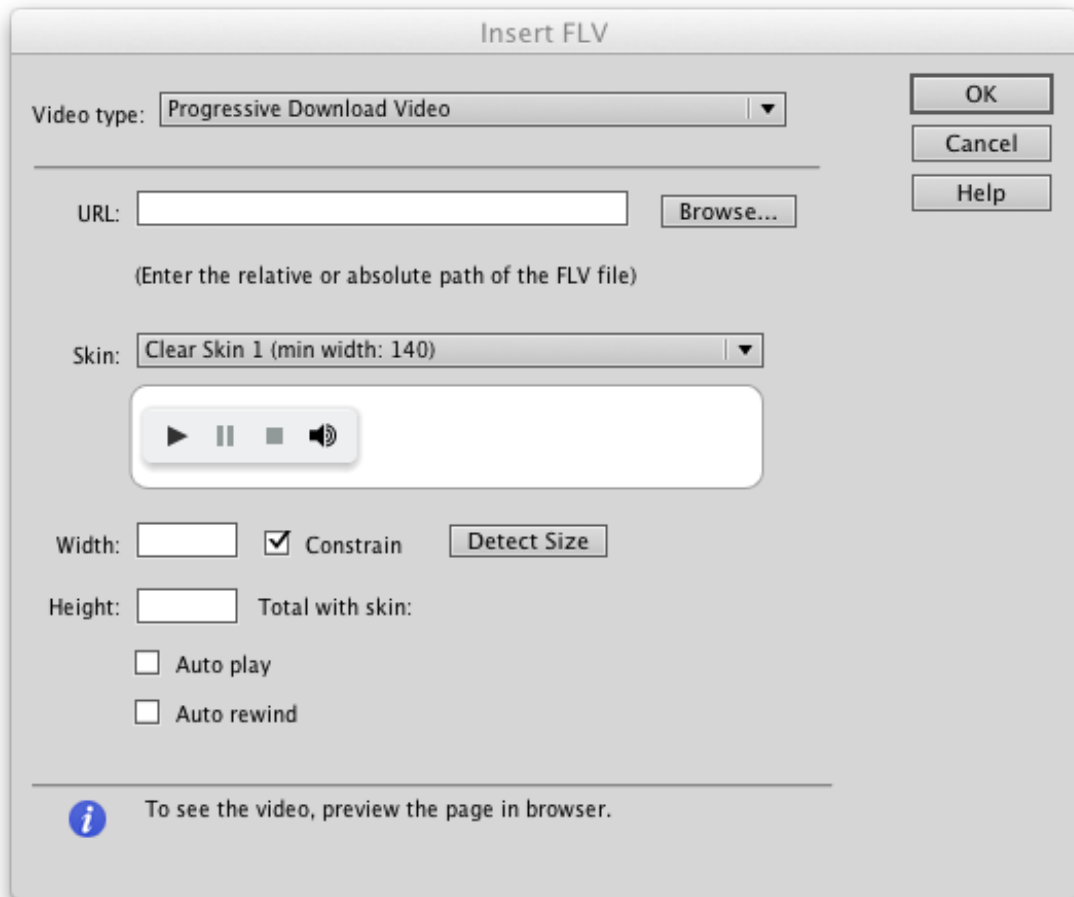 Insert FLV
Video type: Progressive Download Video
OK
Cancel
Help
URL: Browse...
(Enter the relative or absolute path of the FLV file)
Skin: Clear Skin 1 (min width: 140)
Width: Constrain Detect Size
Height: Total with skin:
Auto play
Auto rewind
i To see the video, preview the page in browser.